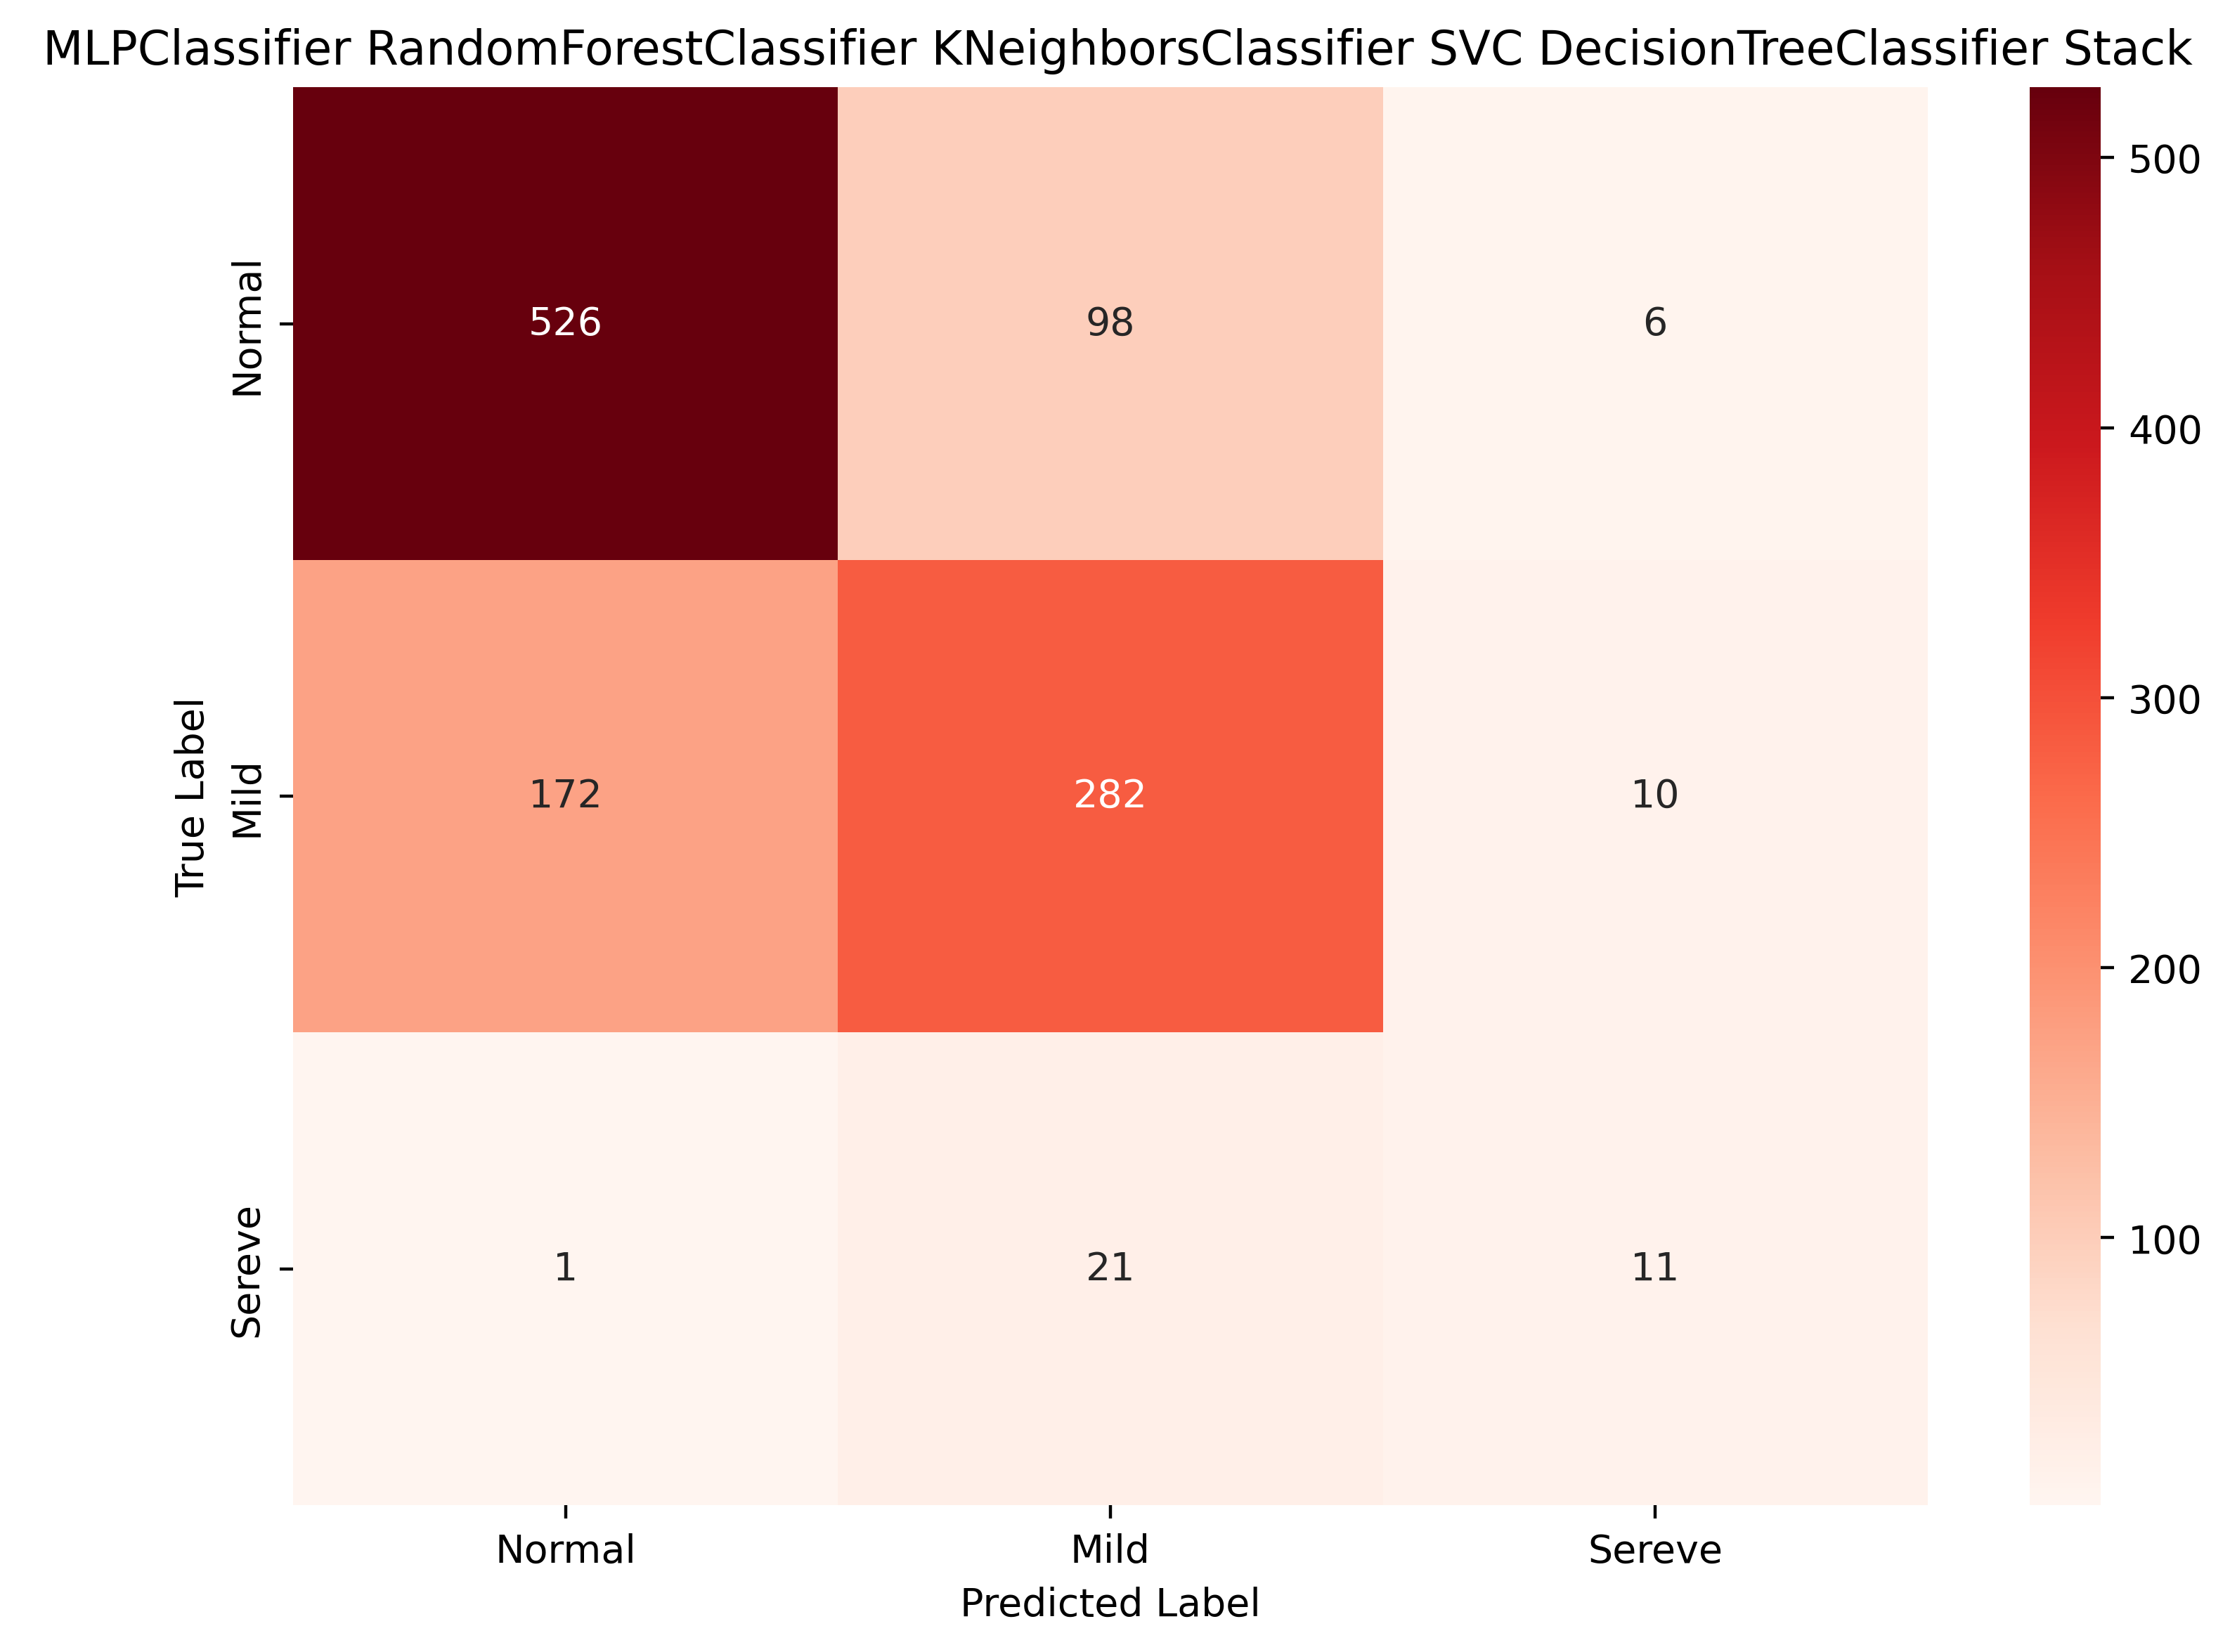 MLPClassifier RandomForestClassifier KNeighborsClassifier SVC DecisionTreeClassifier Stack
True Label
Normal
526 98 6
Mild
172 282 10
Sereve
1 21 11
Normal Mild Sereve
Predicted Label
500
400
300
200
100